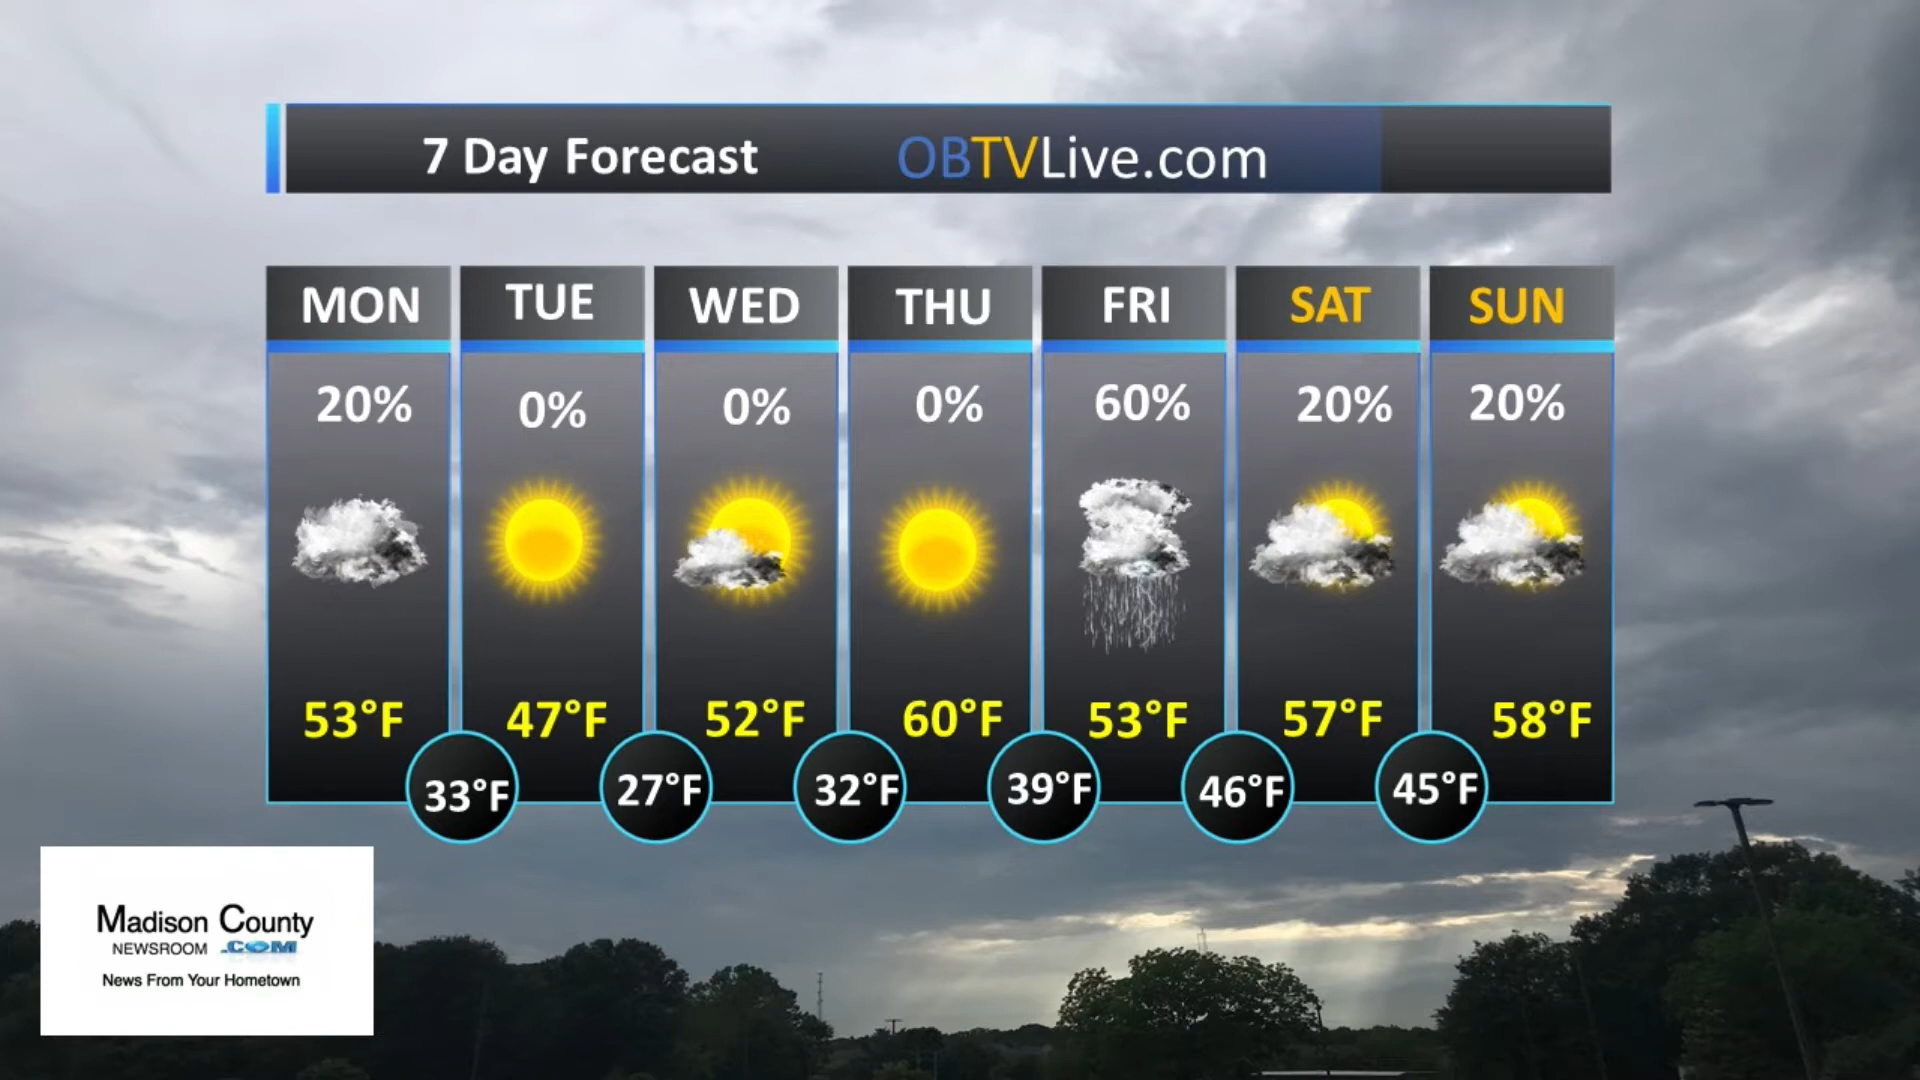 7 Day Forecast OBTVLive.com
MON TUE WED THU FRI SAT SUN
20% 0% 0% 0% 60% 20% 20%
53°F 47°F 52°F 60°F 53°F 57°F 58°F
33°F 27°F 32°F 39°F 46°F 45°F
Madison County
NEWSROOM .COM
News From Your Hometown